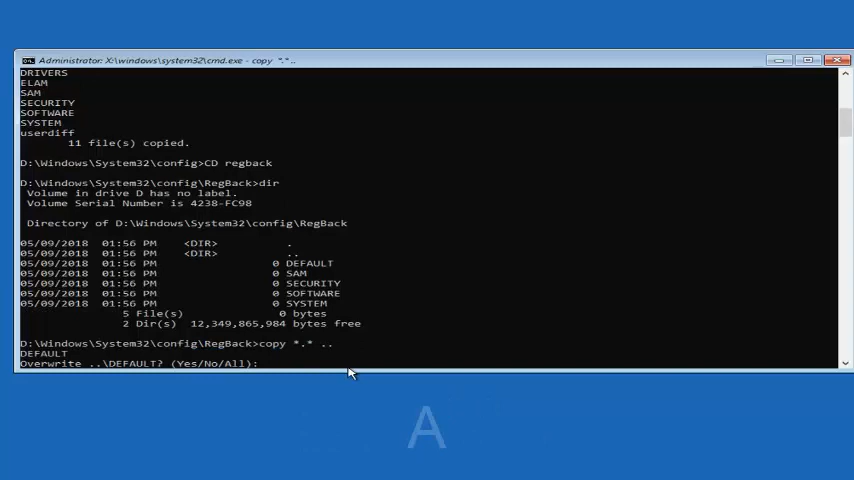 Administrator: X:\windows\system32\cmd.exe - copy *.* ..
DRIVERS
ELAM
SAM
SECURITY
SOFTWARE
SYSTEM
userdiff
11 file(s) copied.
D:\Windows\System32\config>CD regback
D:\Windows\System32\config\RegBack>dir
Volume in drive D has no label.
Volume Serial Number is 4238-FC98
Directory of D:\Windows\System32\config\RegBack
05/09/2018 01:56 PM <DIR> .
05/09/2018 01:56 PM <DIR> ..
05/09/2018 01:56 PM 0 DEFAULT
05/09/2018 01:56 PM 0 SAM
05/09/2018 01:56 PM 0 SECURITY
05/09/2018 01:56 PM 0 SOFTWARE
05/09/2018 01:56 PM 0 SYSTEM
5 File(s) 0 bytes
2 Dir(s) 12,349,865,984 bytes free
D:\Windows\System32\config\RegBack>copy *.* ..
DEFAULT
Overwrite ..\DEFAULT? (Yes/No/All):
A